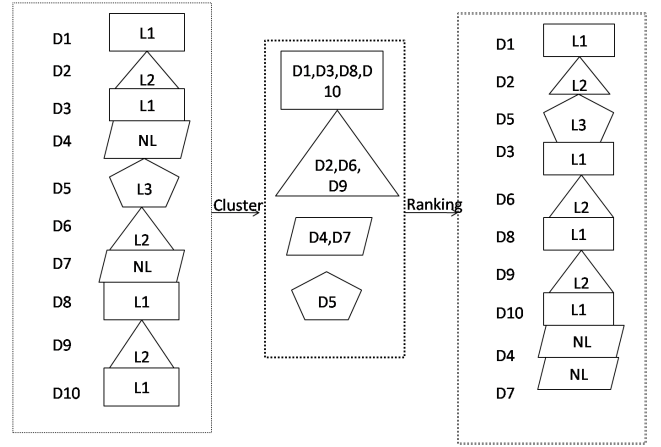 D1 L1
D2 L2
D3 L1
D4 NL
D5 L3
D6 L2
D7 NL
D8 L1
D9 L2
D10 L1
Cluster
D1,D3,D8,D
10
D2,D6,
D9
D4,D7
D5
Ranking
D1 L1
D2 L2
D5 L3
D3 L1
D6 L2
D8 L1
D9 L2
D10 L1
D4 NL
D7 NL